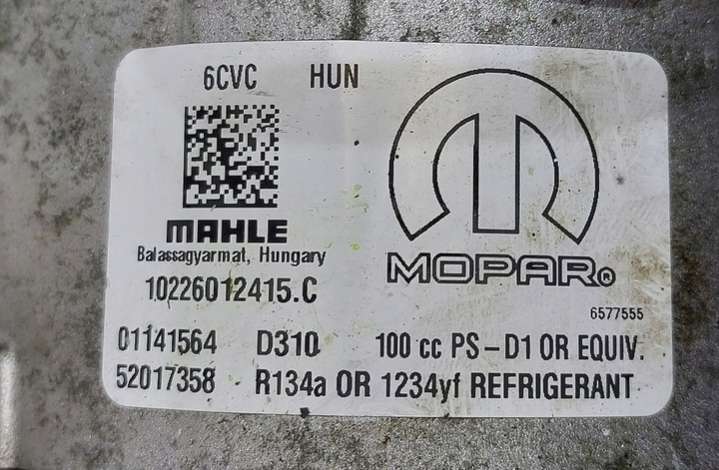 6CVC HUN
MAHLE
Balassagyarmat, Hungary
10226012415.C
MOPAR®
6577555
01141564 D310 100 cc PS-D1 OR EQUIV.
52017358 R134a OR 1234yf REFRIGERANT